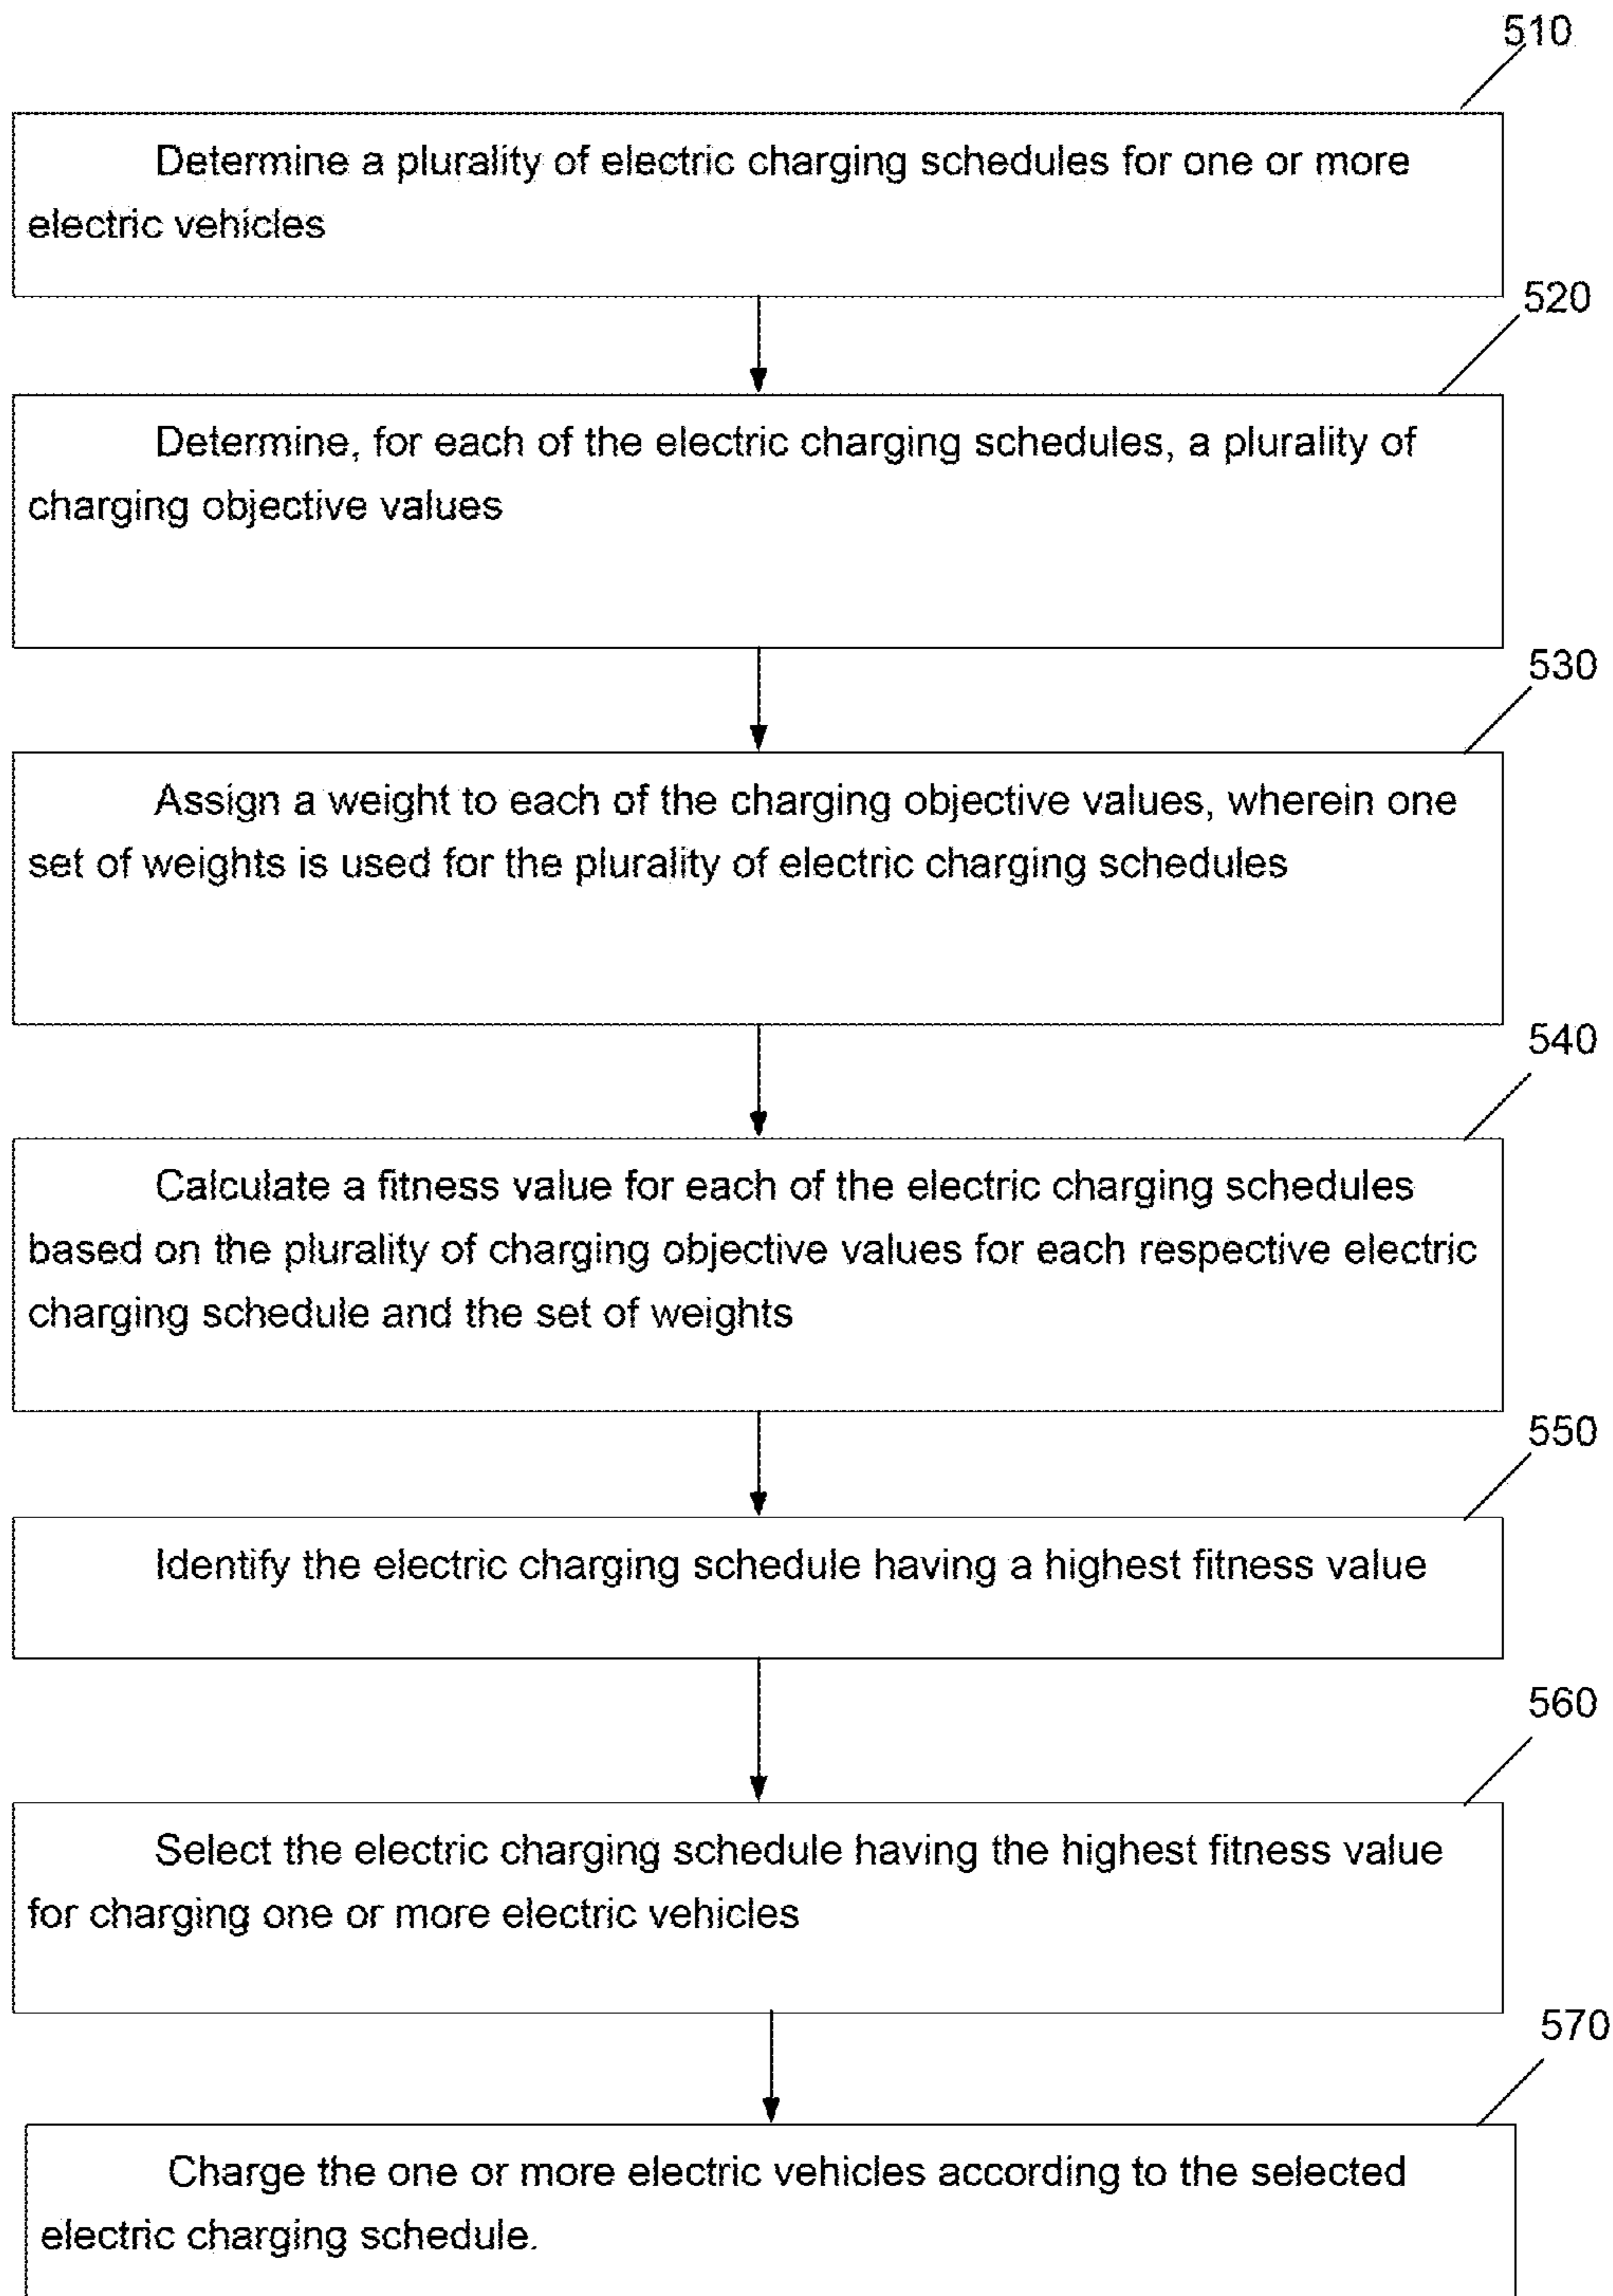 510
Determine a plurality of electric charging schedules for one or more
electric vehicles
520
Determine, for each of the electric charging schedules, a plurality of
charging objective values
530
Assign a weight to each of the charging objective values, wherein one
set of weights is used for the plurality of electric charging schedules
540
Calculate a fitness value for each of the electric charging schedules
based on the plurality of charging objective values for each respective electric
charging schedule and the set of weights
550
Identify the electric charging schedule having a highest fitness value
560
Select the electric charging schedule having the highest fitness value
for charging one or more electric vehicles
570
Charge the one or more electric vehicles according to the selected
electric charging schedule.